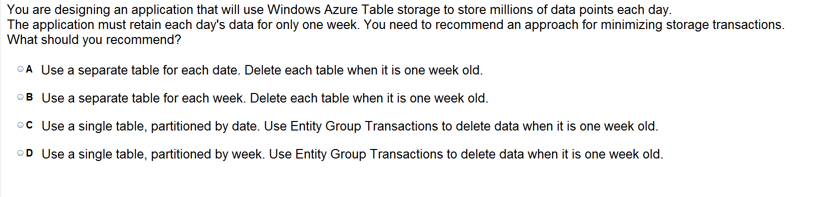 You are designing an application that will use Windows Azure Table storage to store millions of data points each day.
The application must retain each day's data for only one week. You need to recommend an approach for minimizing storage transactions.
What should you recommend?
A Use a separate table for each date. Delete each table when it is one week old.
B Use a separate table for each week. Delete each table when it is one week old.
C Use a single table, partitioned by date. Use Entity Group Transactions to delete data when it is one week old.
D Use a single table, partitioned by week. Use Entity Group Transactions to delete data when it is one week old.